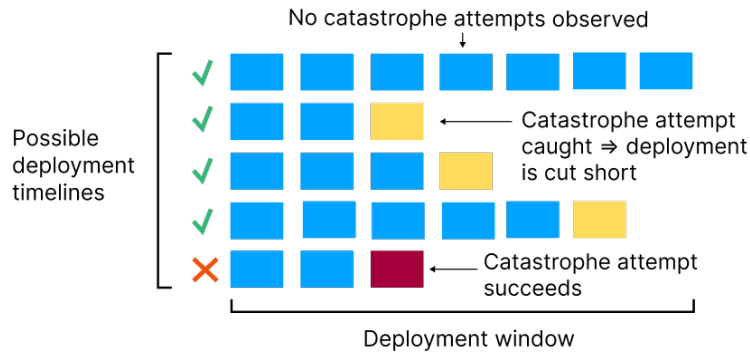 No catastrophe attempts observed
Possible
deployment
timelines
Catastrophe attempt
caught ⇒ deployment
is cut short
Catastrophe attempt
succeeds
Deployment window